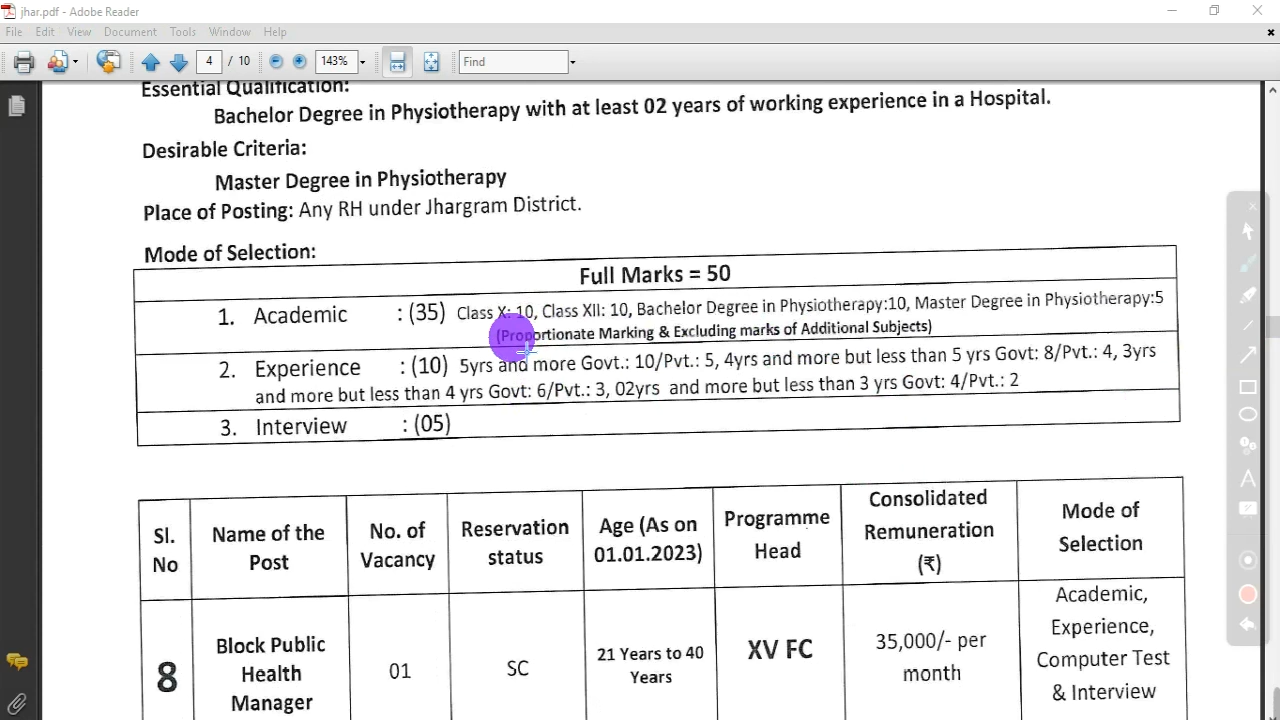 jhar.pdf - Adobe Reader
File Edit View Document Tools Window Help
4 / 10 143% Find
Essential Qualification:
Bachelor Degree in Physiotherapy with at least 02 years of working experience in a Hospital.
Desirable Criteria:
Master Degree in Physiotherapy
Place of Posting: Any RH under Jhargram District.
Mode of Selection:
Full Marks = 50
1. Academic : (35) Class X: 10, Class XII: 10, Bachelor Degree in Physiotherapy:10, Master Degree in Physiotherapy:5
(Proportionate Marking & Excluding marks of Additional Subjects)
2. Experience : (10) 5yrs and more Govt.: 10/Pvt.: 5, 4yrs and more but less than 5 yrs Govt: 8/Pvt.: 4, 3yrs
and more but less than 4 yrs Govt: 6/Pvt.: 3, 02yrs and more but less than 3 yrs Govt: 4/Pvt.: 2
3. Interview : (05)
Sl. No
Name of the Post
No. of Vacancy
Reservation status
Age (As on 01.01.2023)
Programme Head
Consolidated Remuneration (₹)
Mode of Selection
8
Block Public Health Manager
01
SC
21 Years to 40 Years
XV FC
35,000/- per month
Academic, Experience, Computer Test & Interview